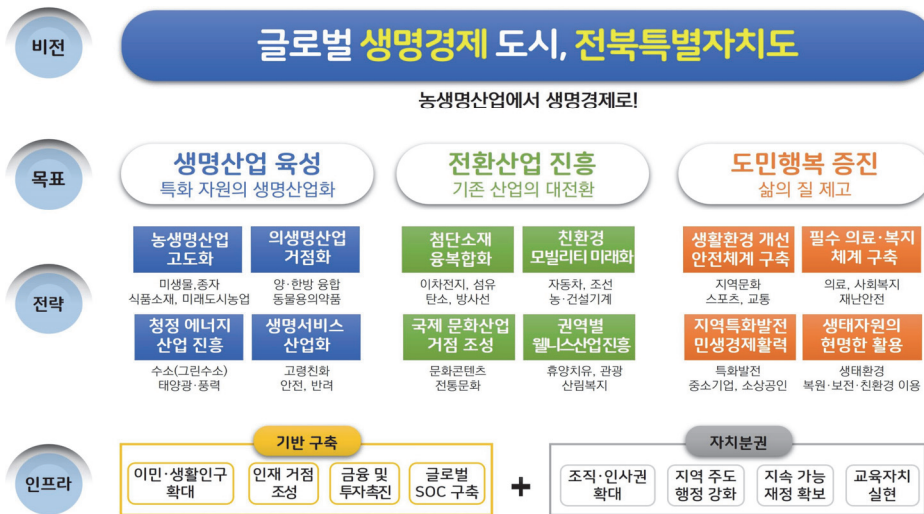 비전
글로벌 생명경제 도시, 전북특별자치도
농생명산업에서 생명경제로!
목표
생명산업 육성
특화 자원의 생명산업화
전환산업 진흥
기존 산업의 대전환
도민행복 증진
삶의 질 제고
전략
농생명산업
고도화
미생물,종자
식품소재, 미래도시농업
의생명산업
거점화
양·한방 융합
동물용의약품
청정 에너지
산업 진흥
수소(그린수소)
태양광·풍력
생명서비스
산업화
고령친화
안전, 반려
첨단소재
융복합화
이차전지, 섬유
탄소, 방사선
친환경
모빌리티 미래화
자동차, 조선
농·건설기계
국제 문화산업
거점 조성
문화콘텐츠
전통문화
권역별
웰니스산업진흥
휴양치유, 관광
산림복지
생활환경 개선
안전체계 구축
지역문화
스포츠, 교통
필수 의료·복지
체계 구축
의료, 사회복지
재난안전
지역특화발전
민생경제활력
특화발전
중소기업, 소상공인
생태자원의
현명한 활용
생태환경
복원·보전·친환경 이용
인프라
기반 구축
이민·생활인구
확대
인재 거점
조성
금융 및
투자촉진
글로벌
SOC 구축
+
자치분권
조직·인사권
확대
지역 주도
행정 강화
지속 가능
재정 확보
교육자치
실현